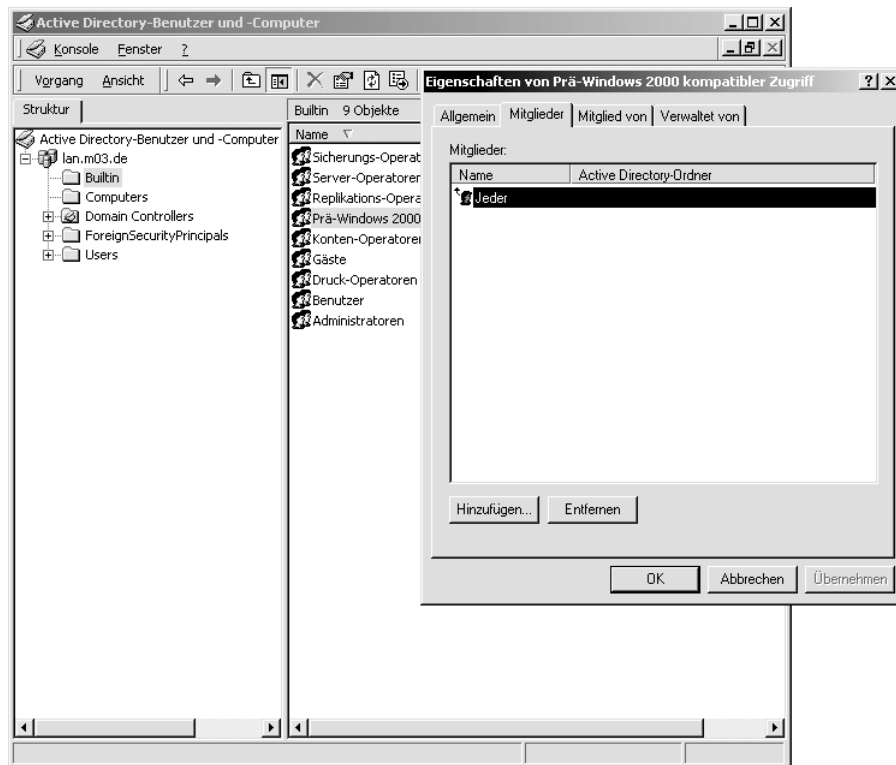 Active Directory-Benutzer und -Computer
Konsole Fenster ?
Vorgang Ansicht
Struktur
Active Directory-Benutzer und -Computer
lan.m03.de
Builtin
Computers
Domain Controllers
ForeignSecurityPrincipals
Users
Builtin 9 Objekte
Name
Sicherungs-Operat
Server-Operatorer
Replikations-Opera
Prä-Windows 2000
Konten-Operatorer
Gäste
Druck-Operatoren
Benutzer
Administratoren
Eigenschaften von Prä-Windows 2000 kompatibler Zugriff
Allgemein Mitglieder Mitglied von Verwaltet von
Mitglieder:
Name Active Directory-Ordner
Jeder
Hinzufügen... Entfernen
OK Abbrechen Übernehmen